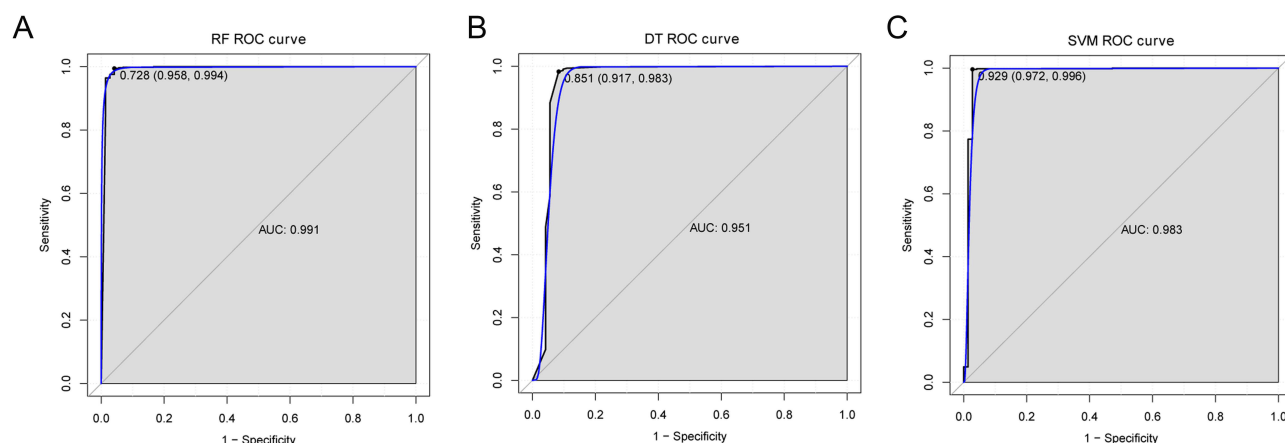 A
RF ROC curve
0.728 (0.958, 0.994)
AUC: 0.991
Sensitivity
0.0
0.2
0.4
0.6
0.8
1.0
0.0 0.2 0.4 0.6 0.8 1.0
1 − Specificity
B
DT ROC curve
0.851 (0.917, 0.983)
AUC: 0.951
Sensitivity
0.0
0.2
0.4
0.6
0.8
1.0
0.0 0.2 0.4 0.6 0.8 1.0
1 − Specificity
C
SVM ROC curve
0.929 (0.972, 0.996)
AUC: 0.983
Sensitivity
0.0
0.2
0.4
0.6
0.8
1.0
0.0 0.2 0.4 0.6 0.8 1.0
1 − Specificity